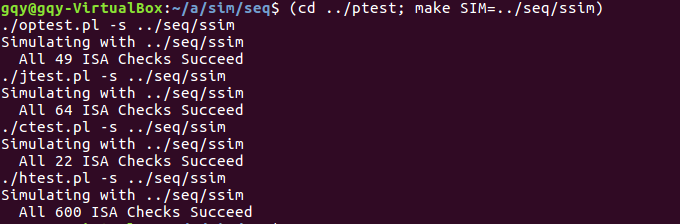 gqy@gqy-VirtualBox:~/a/sim/seq$ (cd ../ptest; make SIM=../seq/ssim)
./optest.pl -s ../seq/ssim
Simulating with ../seq/ssim
  All 49 ISA Checks Succeed
./jtest.pl -s ../seq/ssim
Simulating with ../seq/ssim
  All 64 ISA Checks Succeed
./ctest.pl -s ../seq/ssim
Simulating with ../seq/ssim
  All 22 ISA Checks Succeed
./htest.pl -s ../seq/ssim
Simulating with ../seq/ssim
  All 600 ISA Checks Succeed